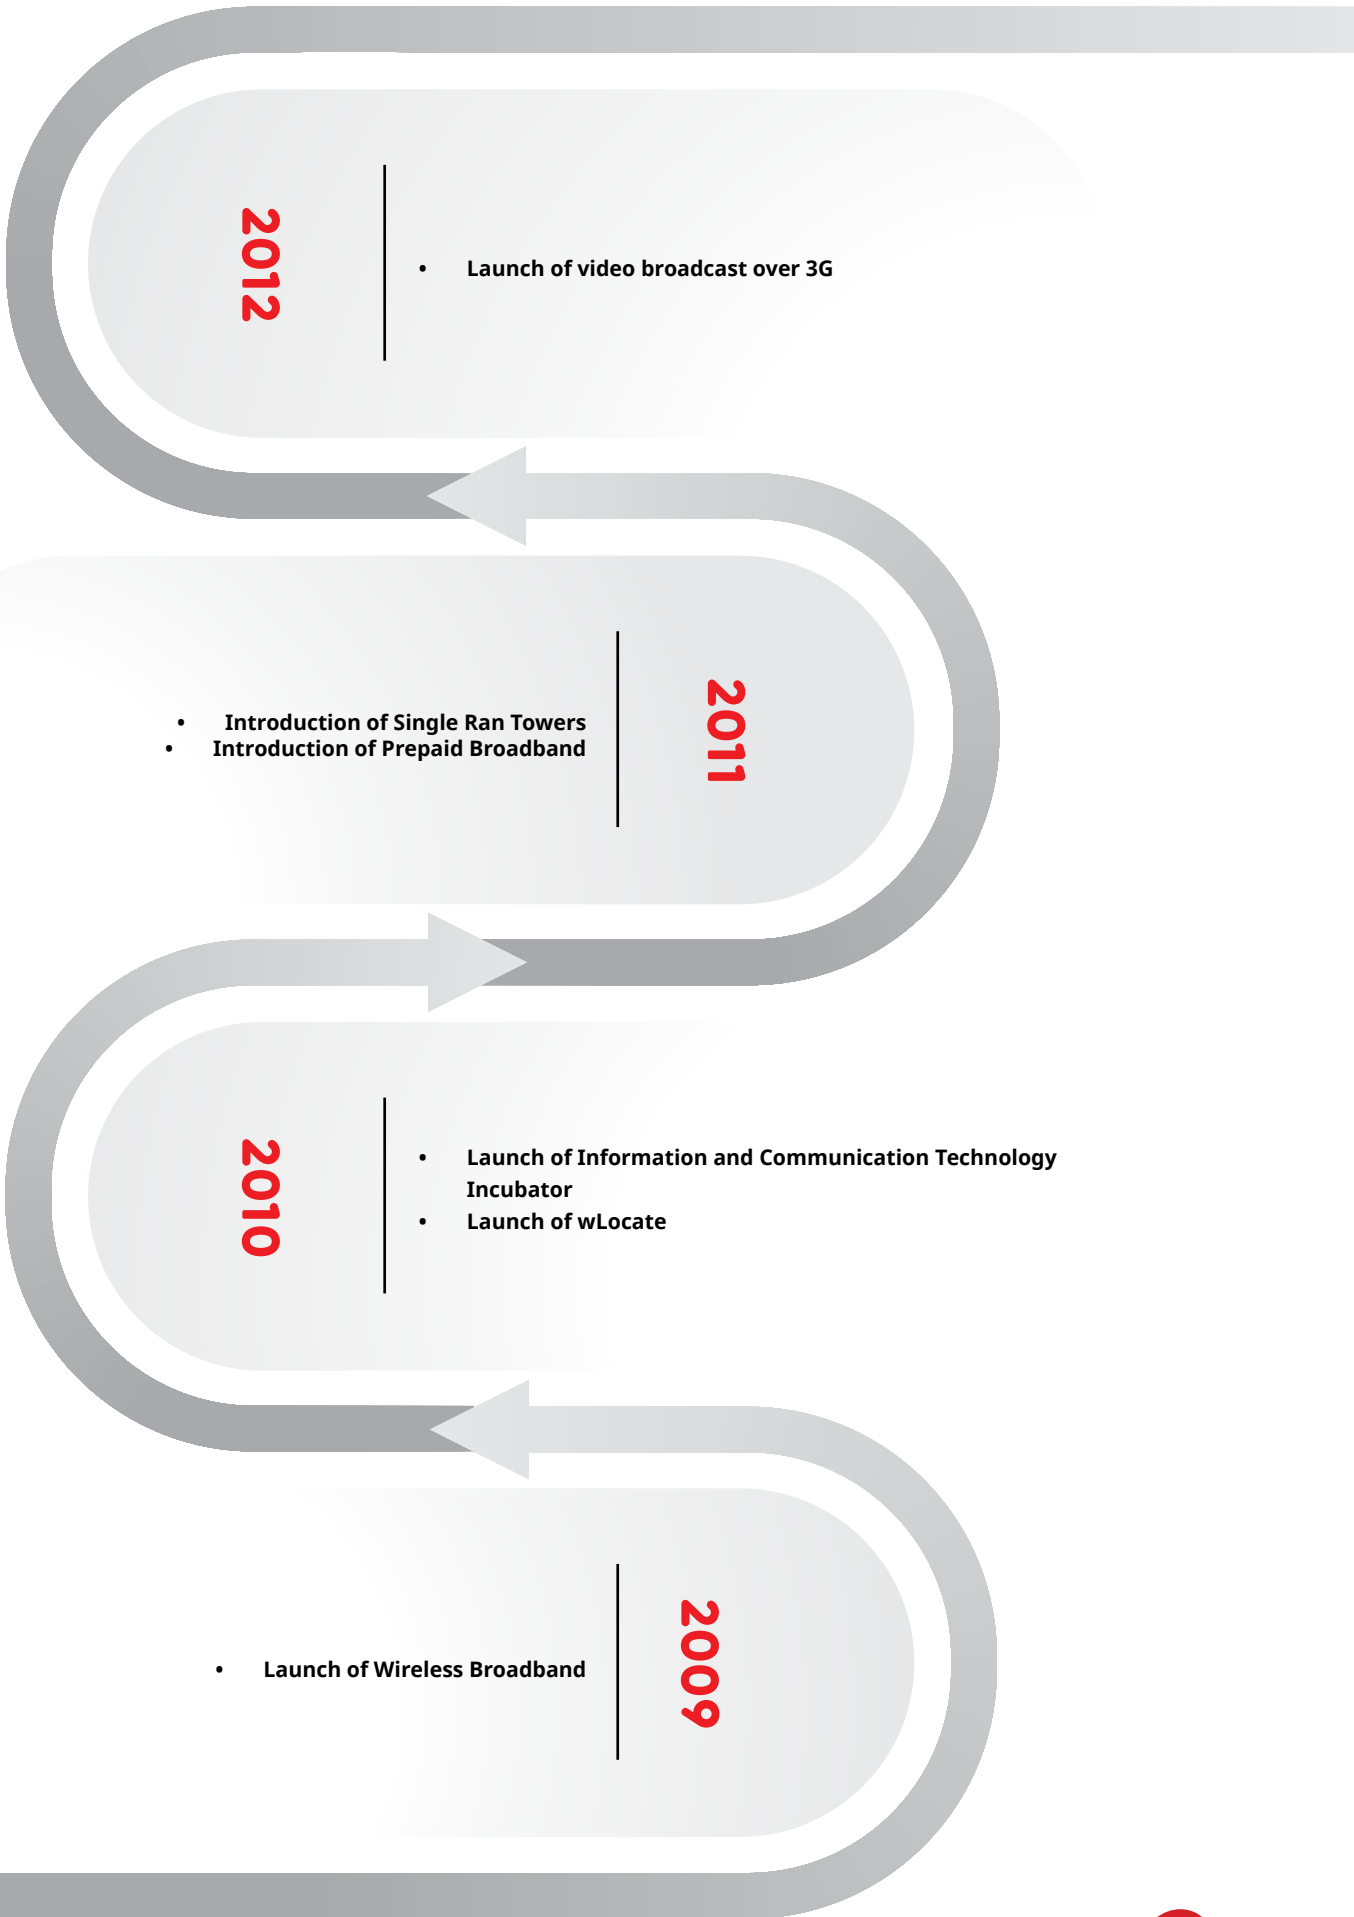 2012
• Launch of video broadcast over 3G
2011
• Introduction of Single Ran Towers
• Introduction of Prepaid Broadband
2010
• Launch of Information and Communication Technology
Incubator
• Launch of wLocate
2009
• Launch of Wireless Broadband